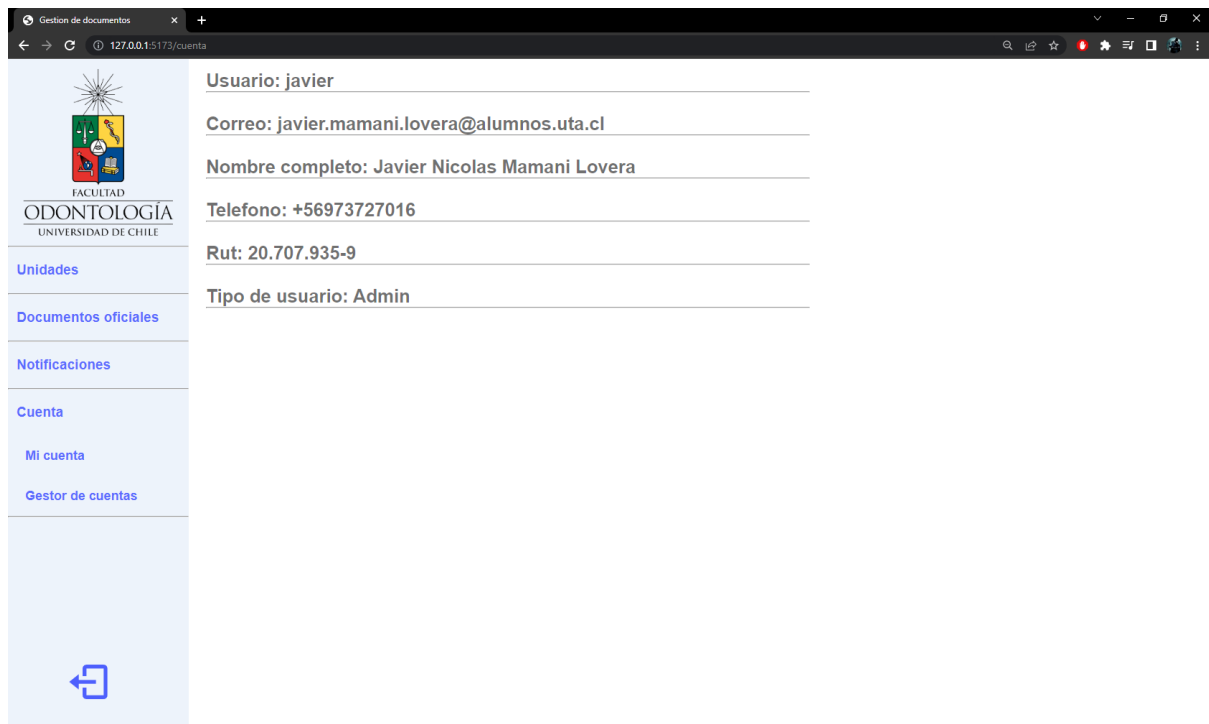 Gestion de documentos
127.0.0.1:5173/cuenta
FACULTAD
ODONTOLOGÍA
UNIVERSIDAD DE CHILE
Unidades
Documentos oficiales
Notificaciones
Cuenta
Mi cuenta
Gestor de cuentas
Usuario: javier
Correo: javier.mamani.lovera@alumnos.uta.cl
Nombre completo: Javier Nicolas Mamani Lovera
Telefono: +56973727016
Rut: 20.707.935-9
Tipo de usuario: Admin